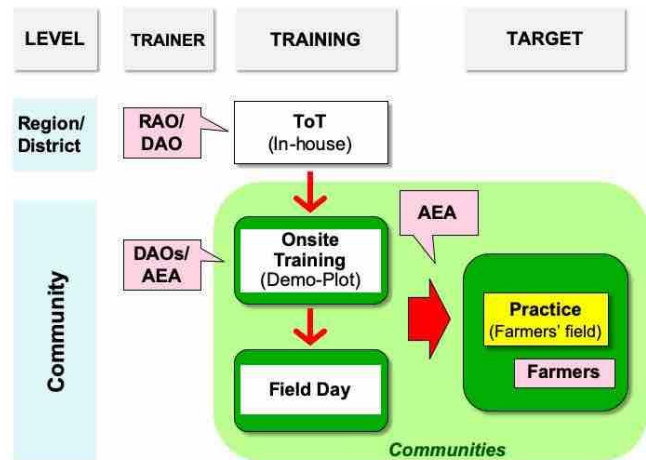 LEVEL
TRAINER
TRAINING
TARGET
Region/
District
RAO/
DAO
ToT
(In-house)
Community
DAOs/
AEA
Onsite
Training
(Demo-Plot)
AEA
Practice
(Farmers' field)
Farmers
Field Day
Communities